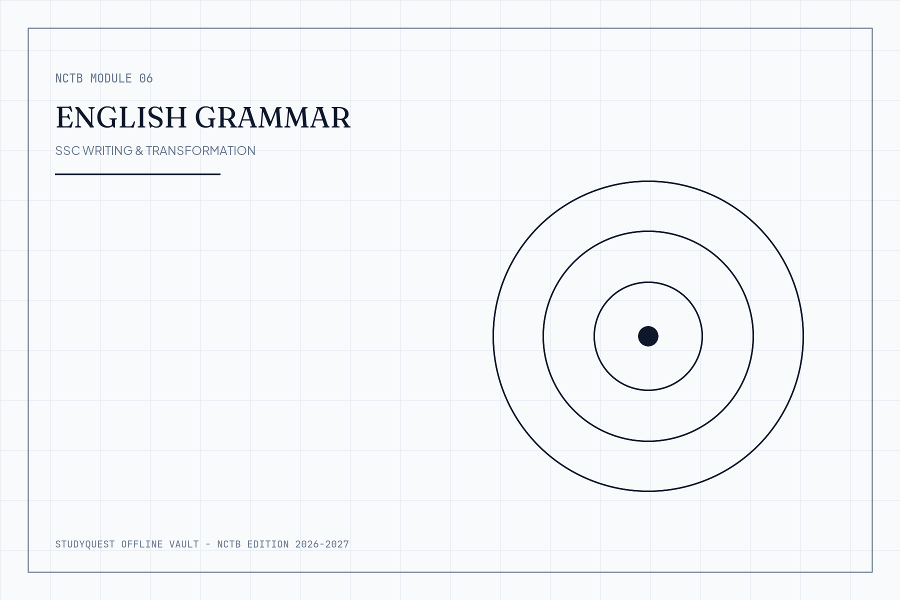 NCTB MODULE 06
ENGLISH GRAMMAR
SSC WRITING & TRANSFORMATION
STUDYQUEST OFFLINE VAULT - NCTB EDITION 2026-2027